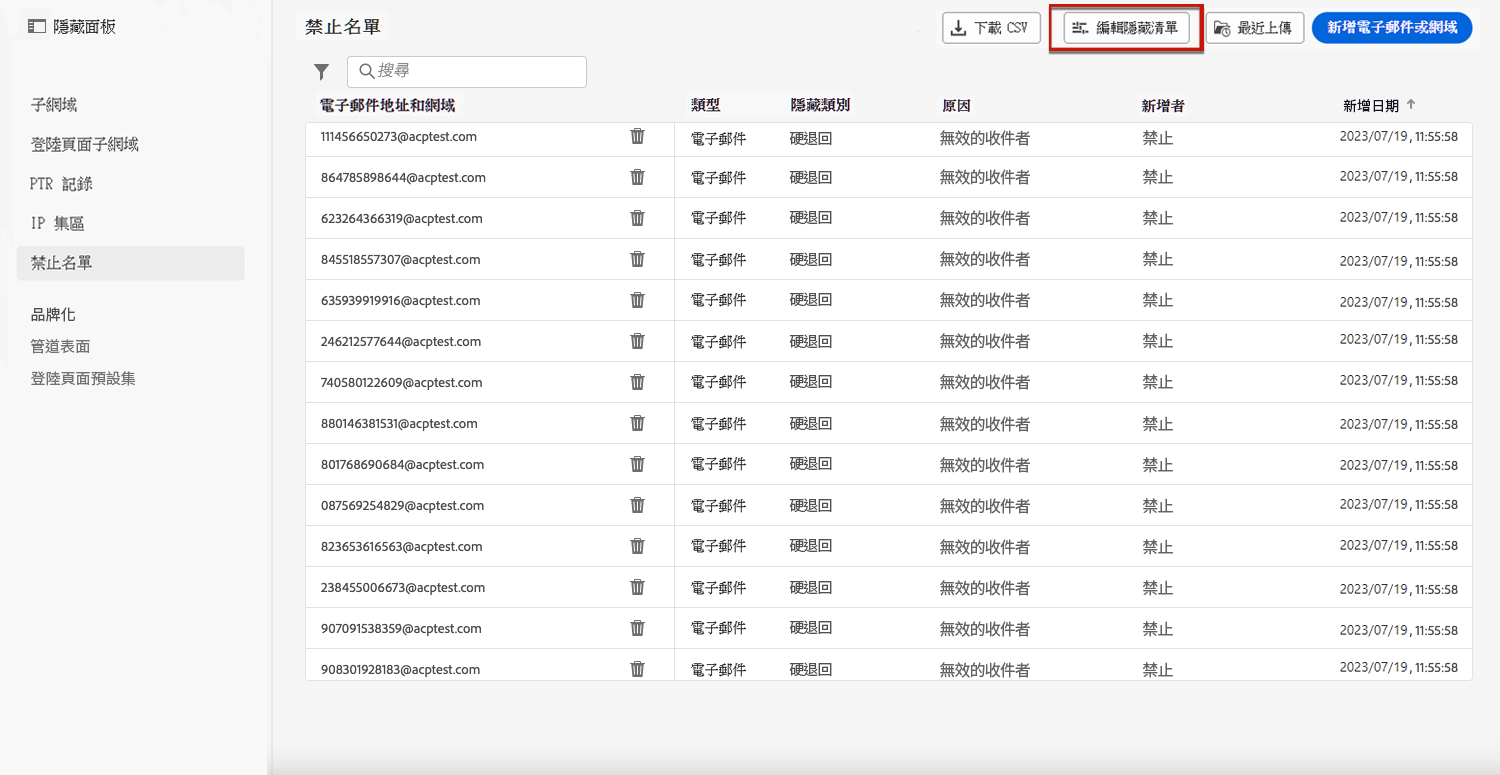 隱藏面板
子網域
登陸頁面子網域
PTR 記錄
IP 集區
禁止名單
品牌化
管道表面
登陸頁面預設集
禁止名單
下載 CSV
編輯隱藏清單
最近上傳
新增電子郵件或網域
搜尋
電子郵件地址和網域 類型 隱藏類別 原因 新增者 新增日期 ↑
111456650273@acptest.com 電子郵件 硬退回 無效的收件者 禁止 2023/07/19, 11:55:58
864785898644@acptest.com 電子郵件 硬退回 無效的收件者 禁止 2023/07/19, 11:55:58
623264366319@acptest.com 電子郵件 硬退回 無效的收件者 禁止 2023/07/19, 11:55:58
845518557307@acptest.com 電子郵件 硬退回 無效的收件者 禁止 2023/07/19, 11:55:58
635939919916@acptest.com 電子郵件 硬退回 無效的收件者 禁止 2023/07/19, 11:55:58
246212577644@acptest.com 電子郵件 硬退回 無效的收件者 禁止 2023/07/19, 11:55:58
740580122609@acptest.com 電子郵件 硬退回 無效的收件者 禁止 2023/07/19, 11:55:58
880146381531@acptest.com 電子郵件 硬退回 無效的收件者 禁止 2023/07/19, 11:55:58
801768690684@acptest.com 電子郵件 硬退回 無效的收件者 禁止 2023/07/19, 11:55:58
087569254829@acptest.com 電子郵件 硬退回 無效的收件者 禁止 2023/07/19, 11:55:58
823653616563@acptest.com 電子郵件 硬退回 無效的收件者 禁止 2023/07/19, 11:55:58
238455006673@acptest.com 電子郵件 硬退回 無效的收件者 禁止 2023/07/19, 11:55:58
907091538359@acptest.com 電子郵件 硬退回 無效的收件者 禁止 2023/07/19, 11:55:58
908301928183@acptest.com 電子郵件 硬退回 無效的收件者 禁止 2023/07/19, 11:55:58